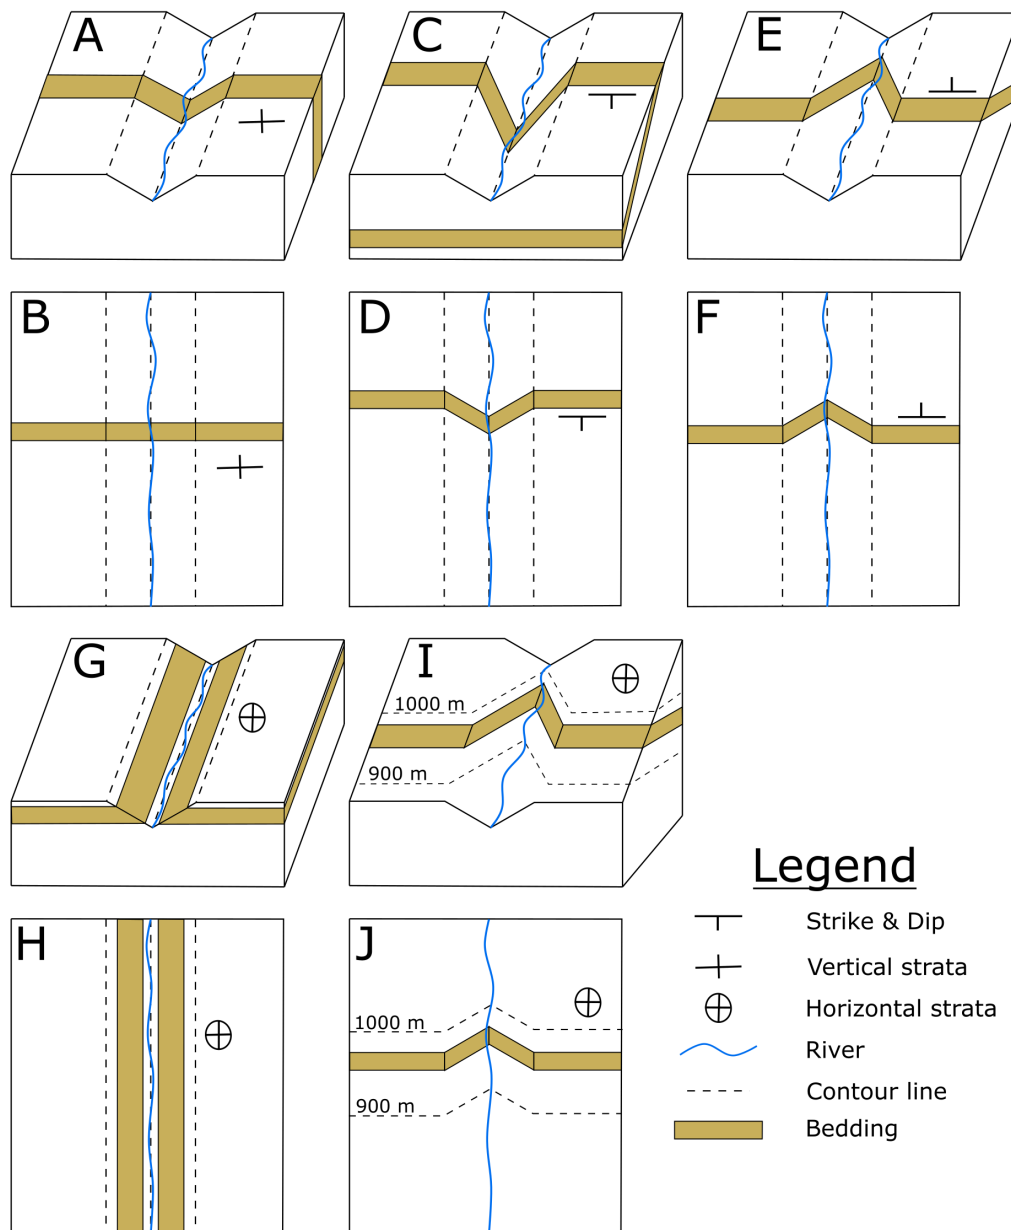 A
C
E
B
D
F
G
I
1000 m
900 m
H
J
1000 m
900 m
Legend
Strike & Dip
Vertical strata
Horizontal strata
River
Contour line
Bedding